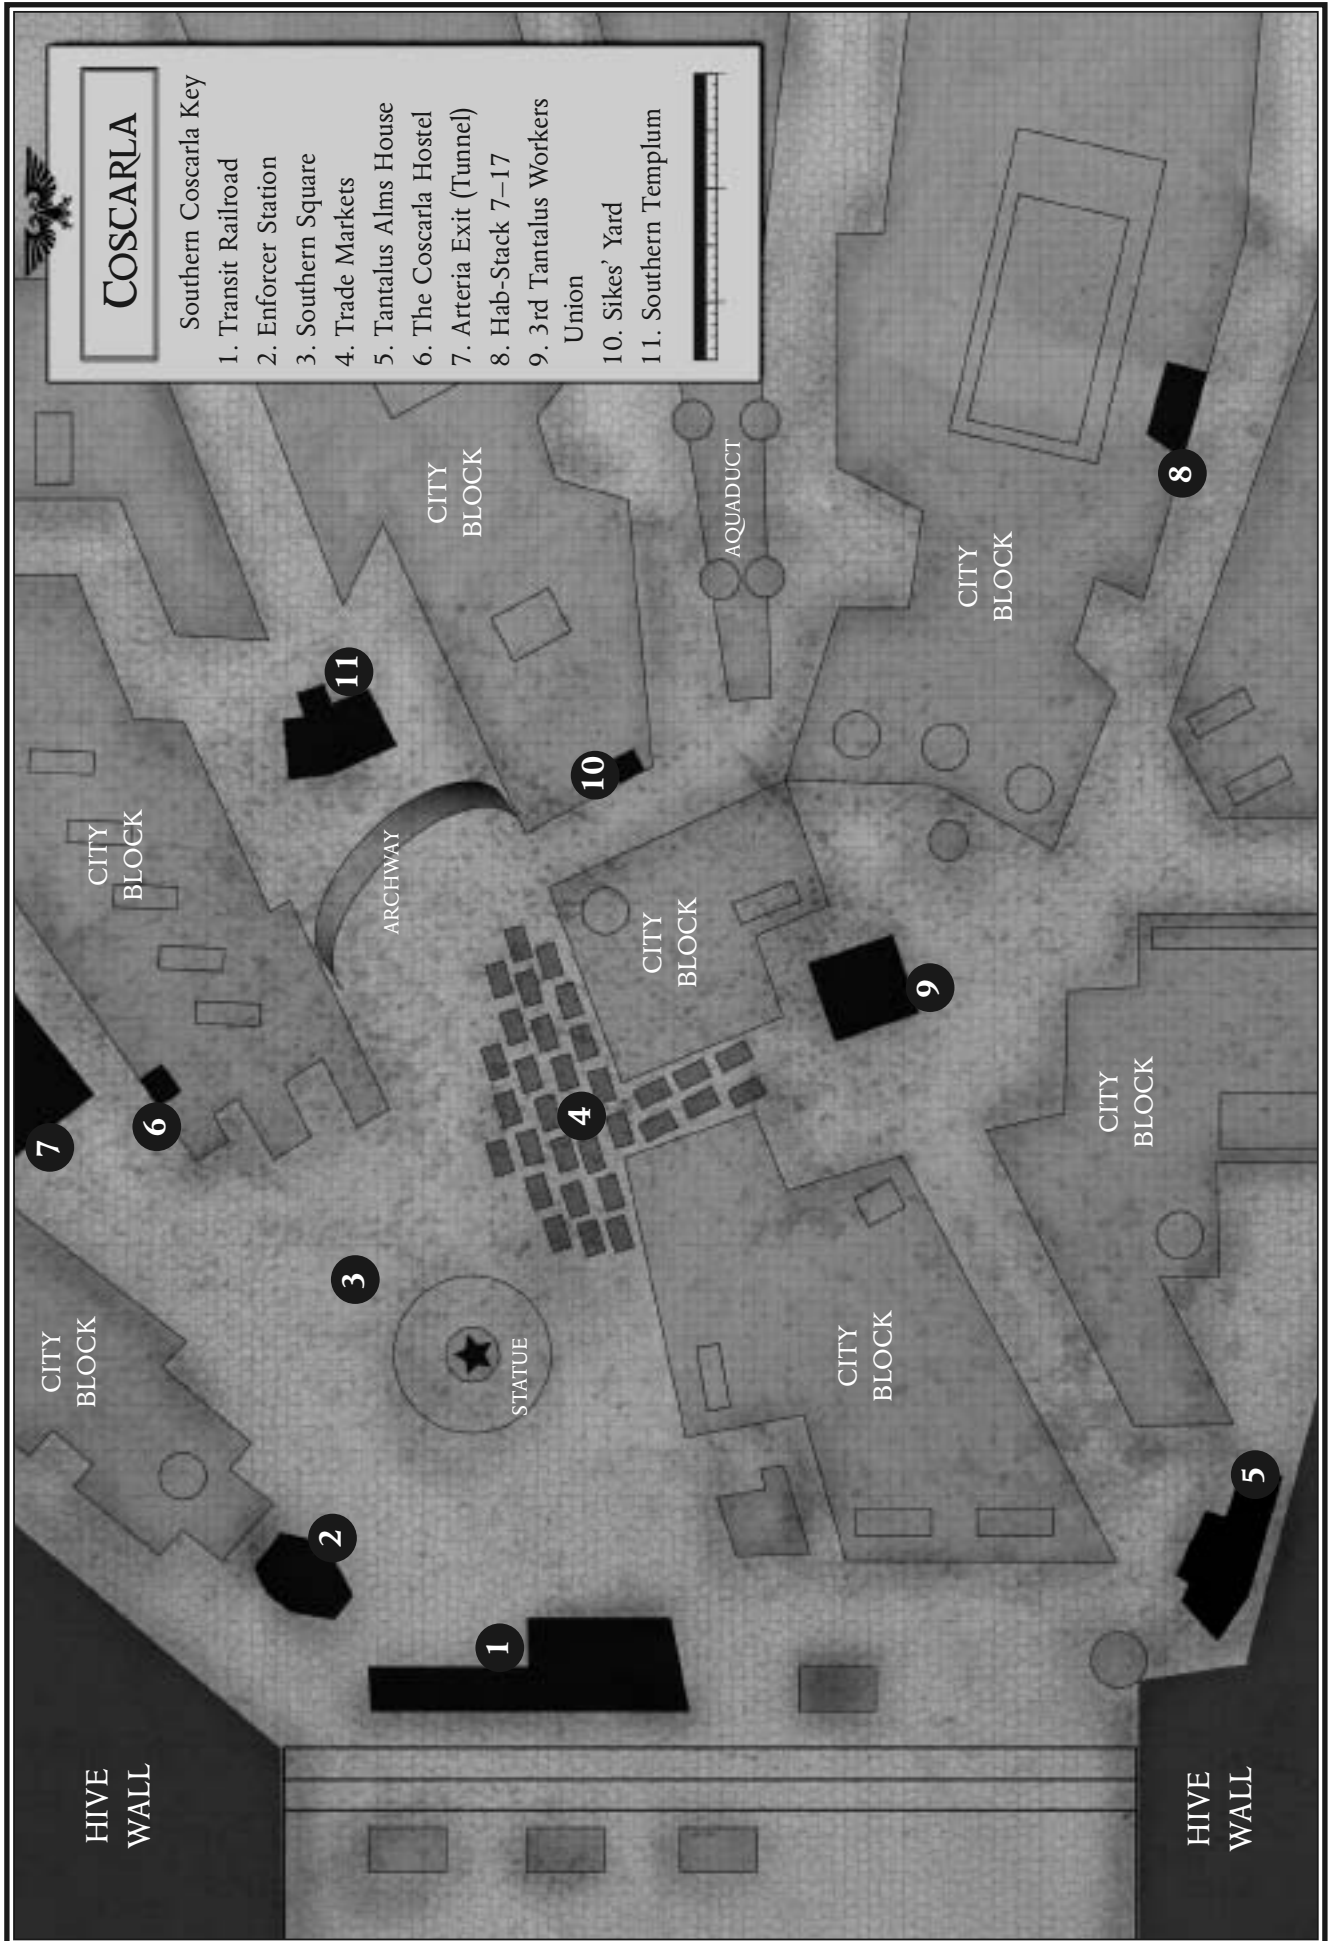 COSCARLA
Southern Coscarla Key
1. Transit Railroad
2. Enforcer Station
3. Southern Square
4. Trade Markets
5. Tantalus Alms House
6. The Coscarla Hostel
7. Arteria Exit (Tunnel)
8. Hab-Stack 7–17
9. 3rd Tantalus Workers
Union
10. Sikes' Yard
11. Southern Templum
HIVE
WALL
CITY
BLOCK
7
6
CITY
BLOCK
2
3
STATUE
1
ARCHWAY
11
CITY
BLOCK
4
10
CITY
BLOCK
AQUADUCT
CITY
BLOCK
9
CITY
BLOCK
CITY
BLOCK
8
5
HIVE
WALL